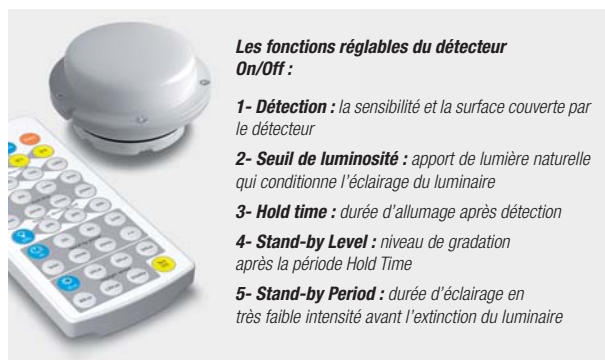 Les fonctions réglables du détecteur
On/Off :
1- Détection : la sensibilité et la surface couverte par
le détecteur
2- Seuil de luminosité : apport de lumière naturelle
qui conditionne l’éclairage du luminaire
3- Hold time : durée d’allumage après détection
4- Stand-by Level : niveau de gradation
après la période Hold Time
5- Stand-by Period : durée d’éclairage en
très faible intensité avant l’extinction du luminaire